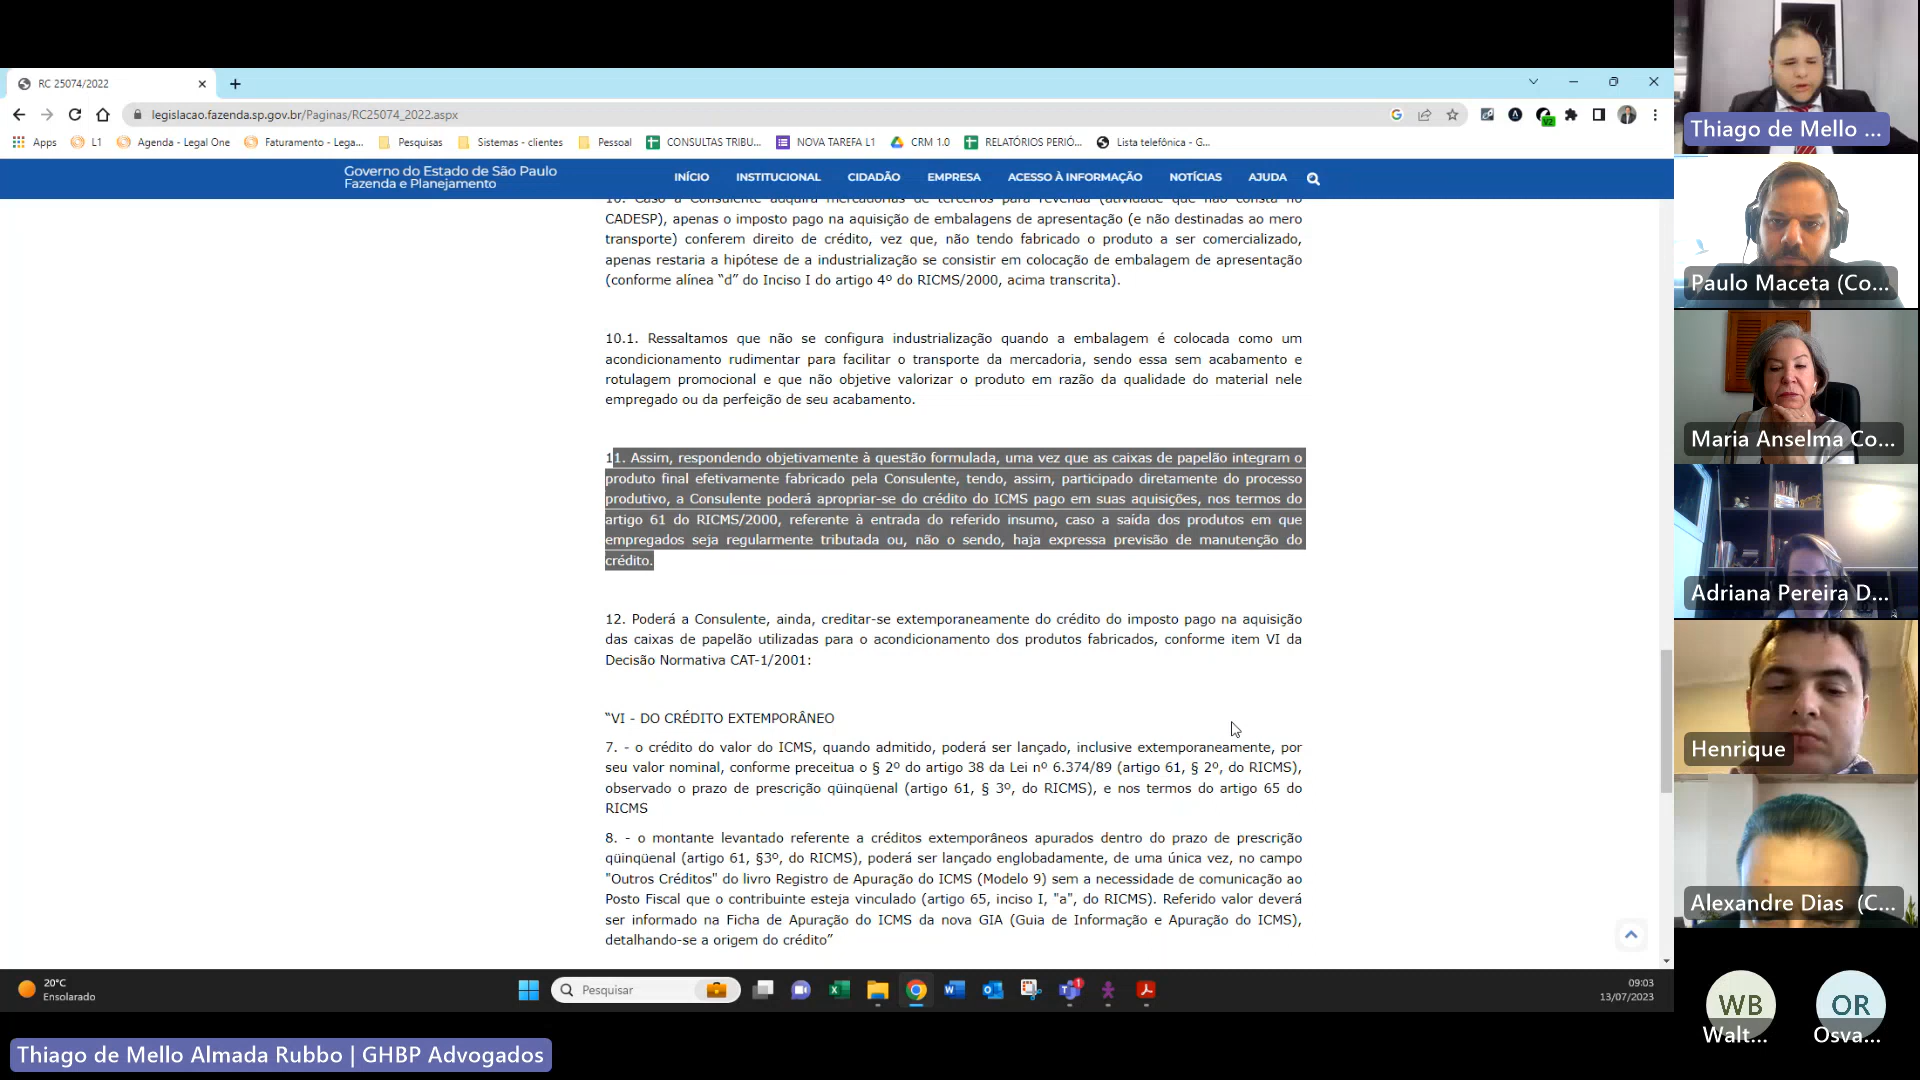 RC 25074/2022
legislacao.fazenda.sp.gov.br/Paginas/RC25074_2022.aspx
Apps L1 Agenda - Legal One Faturamento - Lega... Pesquisas Sistemas - clientes Pessoal CONSULTAS TRIBU... NOVA TAREFA L1 CRM 1.0 RELATÓRIOS PERIÓ... Lista telefônica - G...
Governo do Estado de São Paulo
Fazenda e Planejamento
INÍCIO INSTITUCIONAL CIDADÃO EMPRESA ACESSO À INFORMAÇÃO NOTÍCIAS AJUDA
10. Caso a Consulente adquira mercadorias de terceiros para revenda (atividade que não consta no
CADESP), apenas o imposto pago na aquisição de embalagens de apresentação (e não destinadas ao mero
transporte) conferem direito de crédito, vez que, não tendo fabricado o produto a ser comercializado,
apenas restaria a hipótese de a industrialização se consistir em colocação de embalagem de apresentação
(conforme alínea “d” do Inciso I do artigo 4º do RICMS/2000, acima transcrita).
10.1. Ressaltamos que não se configura industrialização quando a embalagem é colocada como um
acondicionamento rudimentar para facilitar o transporte da mercadoria, sendo essa sem acabamento e
rotulagem promocional e que não objetive valorizar o produto em razão da qualidade do material nele
empregado ou da perfeição de seu acabamento.
11. Assim, respondendo objetivamente à questão formulada, uma vez que as caixas de papelão integram o
produto final efetivamente fabricado pela Consulente, tendo, assim, participado diretamente do processo
produtivo, a Consulente poderá apropriar-se do crédito do ICMS pago em suas aquisições, nos termos do
artigo 61 do RICMS/2000, referente à entrada do referido insumo, caso a saída dos produtos em que
empregados seja regularmente tributada ou, não o sendo, haja expressa previsão de manutenção do
crédito.
12. Poderá a Consulente, ainda, creditar-se extemporaneamente do crédito do imposto pago na aquisição
das caixas de papelão utilizadas para o acondicionamento dos produtos fabricados, conforme item VI da
Decisão Normativa CAT-1/2001:
“VI - DO CRÉDITO EXTEMPORÂNEO
7. - o crédito do valor do ICMS, quando admitido, poderá ser lançado, inclusive extemporaneamente, por
seu valor nominal, conforme preceitua o § 2º do artigo 38 da Lei nº 6.374/89 (artigo 61, § 2º, do RICMS),
observado o prazo de prescrição qüinqüenal (artigo 61, § 3º, do RICMS), e nos termos do artigo 65 do
RICMS
8. - o montante levantado referente a créditos extemporâneos apurados dentro do prazo de prescrição
qüinqüenal (artigo 61, §3º, do RICMS), poderá ser lançado englobadamente, de uma única vez, no campo
"Outros Créditos" do livro Registro de Apuração do ICMS (Modelo 9) sem a necessidade de comunicação ao
Posto Fiscal que o contribuinte esteja vinculado (artigo 65, inciso I, "a", do RICMS). Referido valor deverá
ser informado na Ficha de Apuração do ICMS da nova GIA (Guia de Informação e Apuração do ICMS),
detalhando-se a origem do crédito”
20°C
Ensolarado
Pesquisar
09:03
13/07/2023
Thiago de Mello Almada Rubbo | GHBP Advogados
Thiago de Mello ...
Paulo Maceta (Co...
Maria Anselma Co...
Adriana Pereira D...
Henrique
Alexandre Dias (C...
WB OR
Walt... Osva...